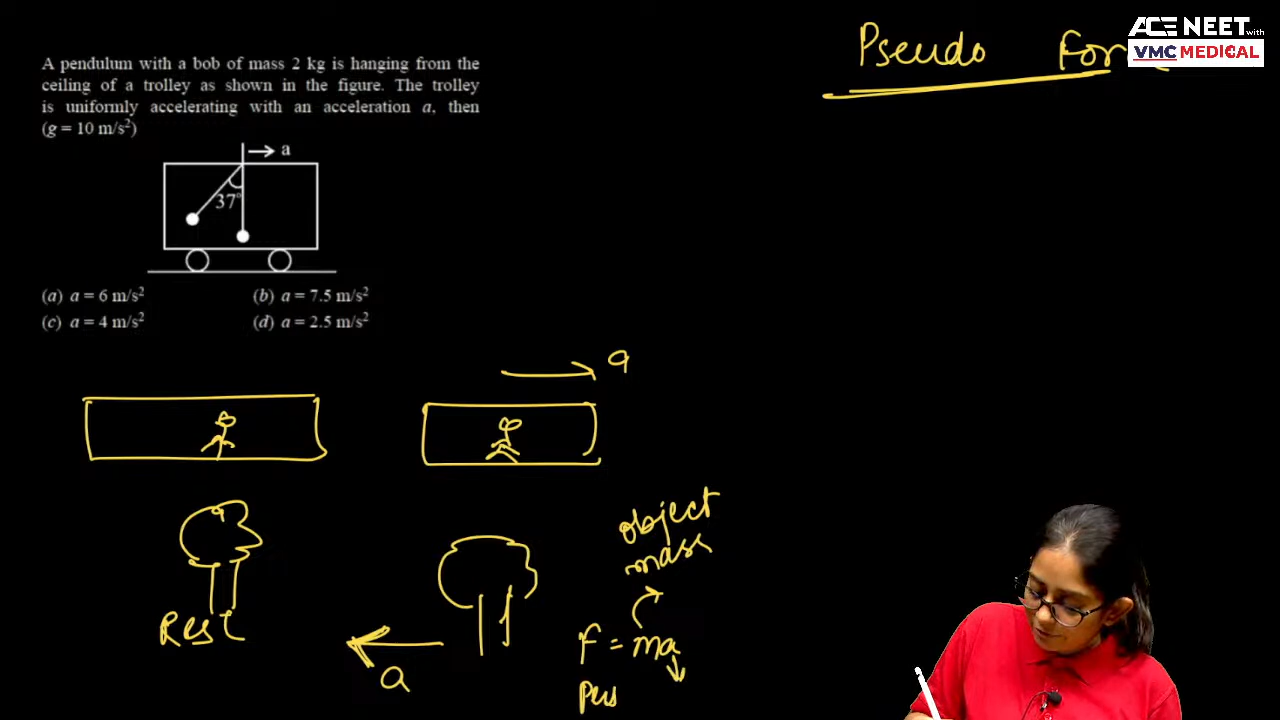 Pseudo For
ACE NEET with
VMC MEDICAL
A pendulum with a bob of mass 2 kg is hanging from the
ceiling of a trolley as shown in the figure. The trolley
is uniformly accelerating with an acceleration a, then
(g = 10 m/s²)
a
37°
(a) a = 6 m/s² (b) a = 7.5 m/s²
(c) a = 4 m/s² (d) a = 2.5 m/s²
a
object
mass
Rest
F = ma
a